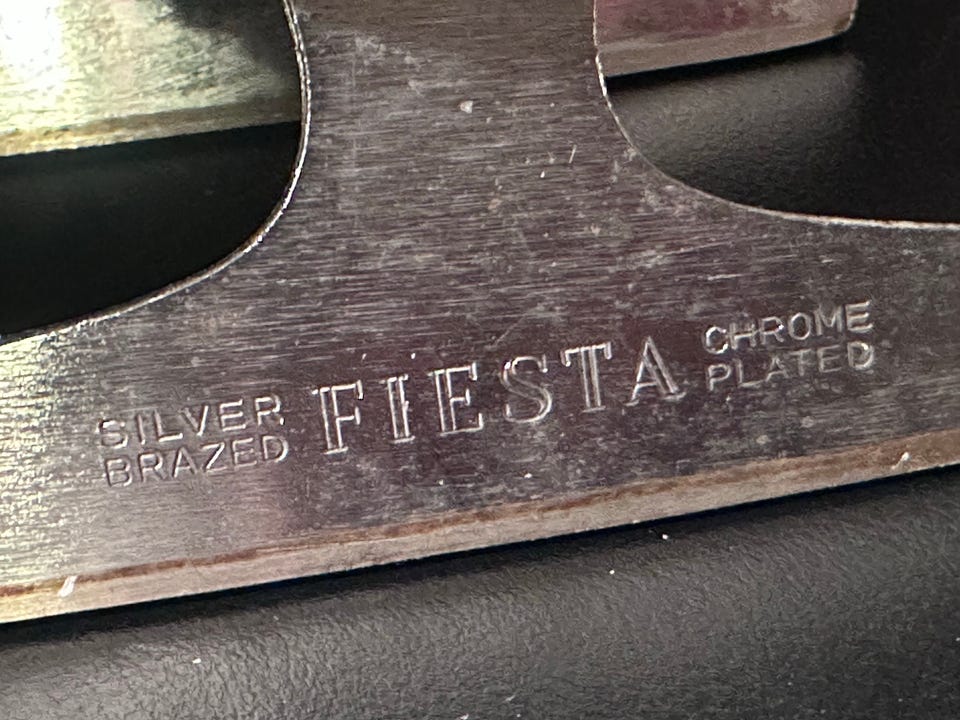 SILVER
BRAZED
FIESTA
CHROME
PLATED